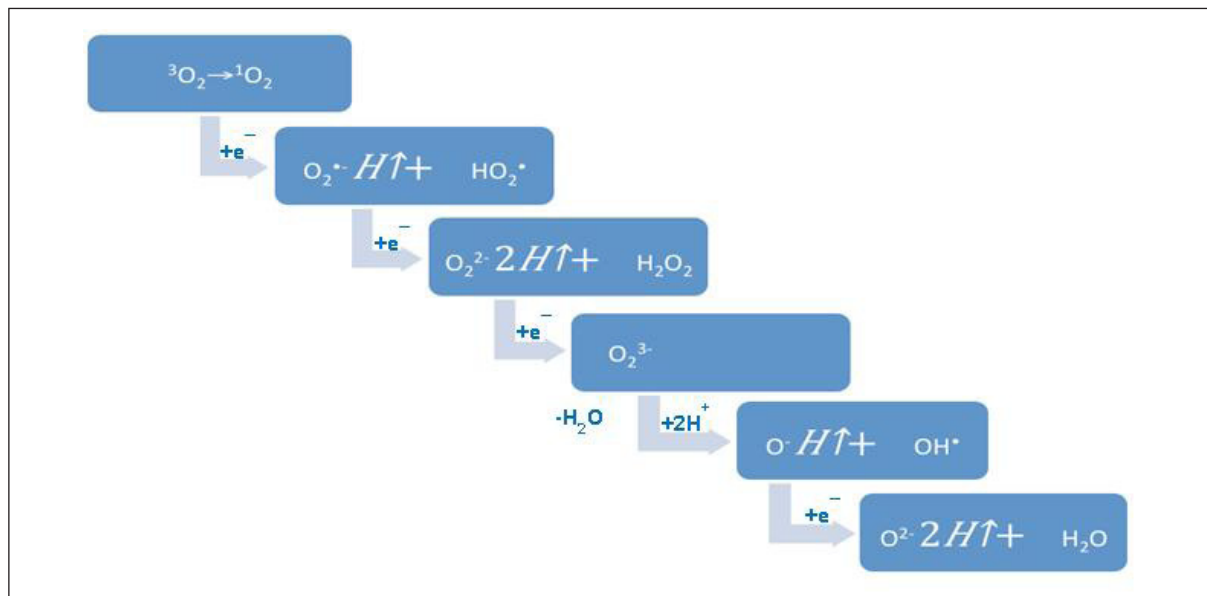 ³O₂→¹O₂
+e⁻
O₂•- H↑+ HO₂•
+e⁻
O₂²- 2H↑+ H₂O₂
+e⁻
O₂³-
-H₂O +2H⁺
O- H↑+ OH•
+e⁻
O²- 2H↑+ H₂O